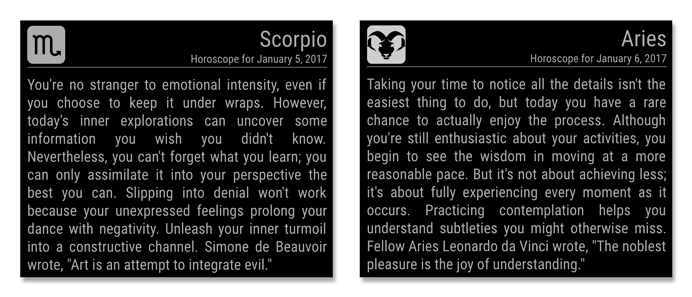 Scorpio
Horoscope for January 5, 2017
You're no stranger to emotional intensity, even if
you choose to keep it under wraps. However,
today's inner explorations can uncover some
information you wish you didn't know.
Nevertheless, you can't forget what you learn; you
can only assimilate it into your perspective the
best you can. Slipping into denial won't work
because your unexpressed feelings prolong your
dance with negativity. Unleash your inner turmoil
into a constructive channel. Simone de Beauvoir
wrote, "Art is an attempt to integrate evil."
Aries
Horoscope for January 6, 2017
Taking your time to notice all the details isn't the
easiest thing to do, but today you have a rare
chance to actually enjoy the process. Although
you're still enthusiastic about your activities, you
begin to see the wisdom in moving at a more
reasonable pace. But it's not about achieving less;
it's about fully experiencing every moment as it
occurs. Practicing contemplation helps you
understand subtleties you might otherwise miss.
Fellow Aries Leonardo da Vinci wrote, "The noblest
pleasure is the joy of understanding."